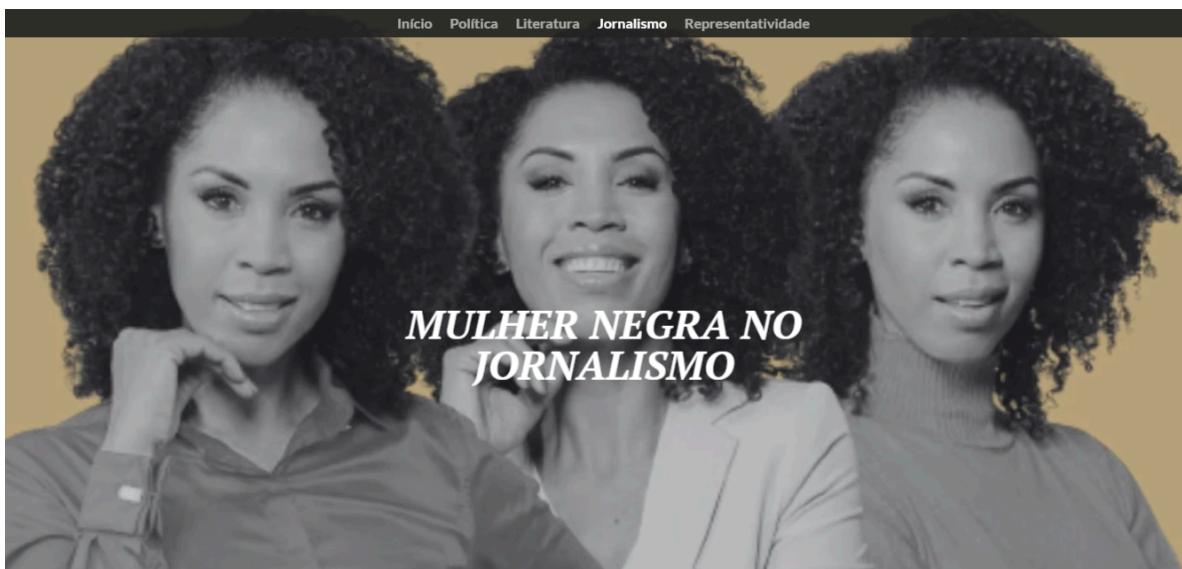 Início Política Literatura Jornalismo Representatividade
MULHER NEGRA NO
JORNALISMO